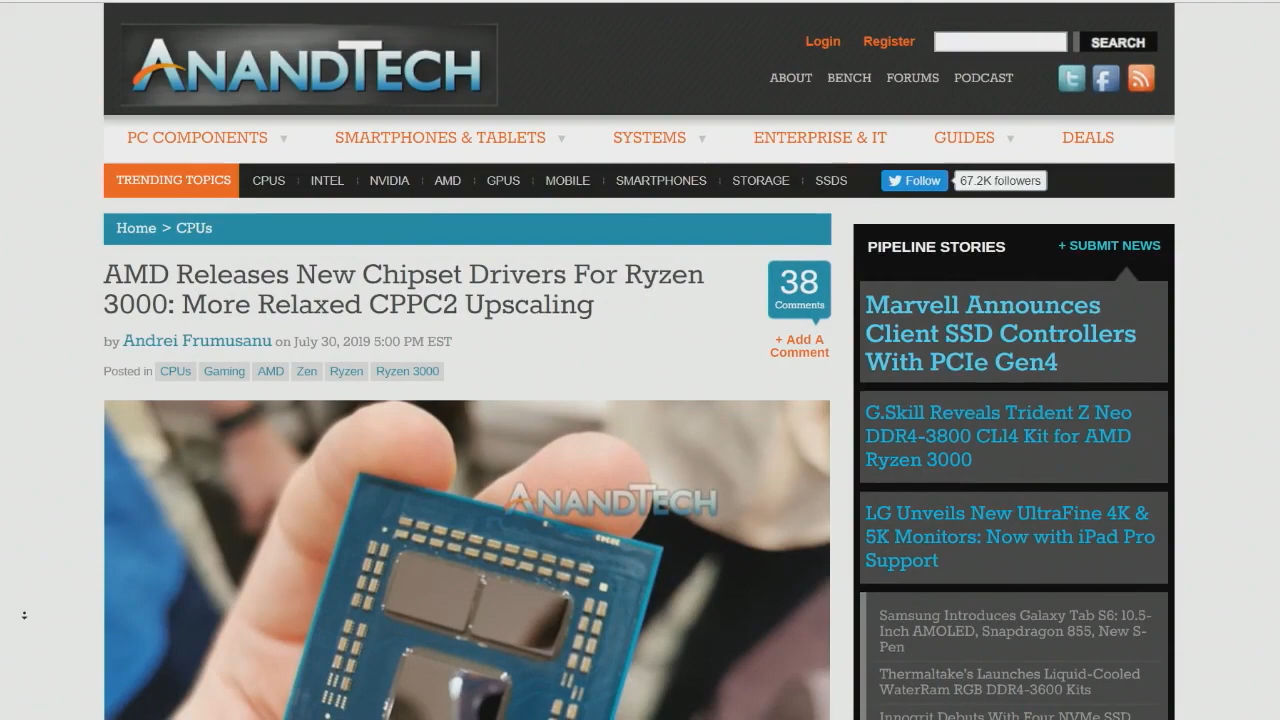 ANANDTECH
Login Register
SEARCH
ABOUT BENCH FORUMS PODCAST
PC COMPONENTS SMARTPHONES & TABLETS SYSTEMS ENTERPRISE & IT GUIDES DEALS
TRENDING TOPICS CPUS INTEL NVIDIA AMD GPUS MOBILE SMARTPHONES STORAGE SSDS Follow 67.2K followers
Home > CPUs
AMD Releases New Chipset Drivers For Ryzen
3000: More Relaxed CPPC2 Upscaling
by Andrei Frumusanu on July 30, 2019 5:00 PM EST
Posted in CPUs Gaming AMD Zen Ryzen Ryzen 3000
38
Comments
+ Add A
Comment
ANANDTECH
PIPELINE STORIES + SUBMIT NEWS
Marvell Announces
Client SSD Controllers
With PCIe Gen4
G.Skill Reveals Trident Z Neo
DDR4-3800 CL14 Kit for AMD
Ryzen 3000
LG Unveils New UltraFine 4K &
5K Monitors: Now with iPad Pro
Support
Samsung Introduces Galaxy Tab S6: 10.5-
Inch AMOLED, Snapdragon 855, New S-
Pen
Thermaltake's Launches Liquid-Cooled
WaterRam RGB DDR4-3600 Kits
Innogrit Debuts With Four NVMe SSD